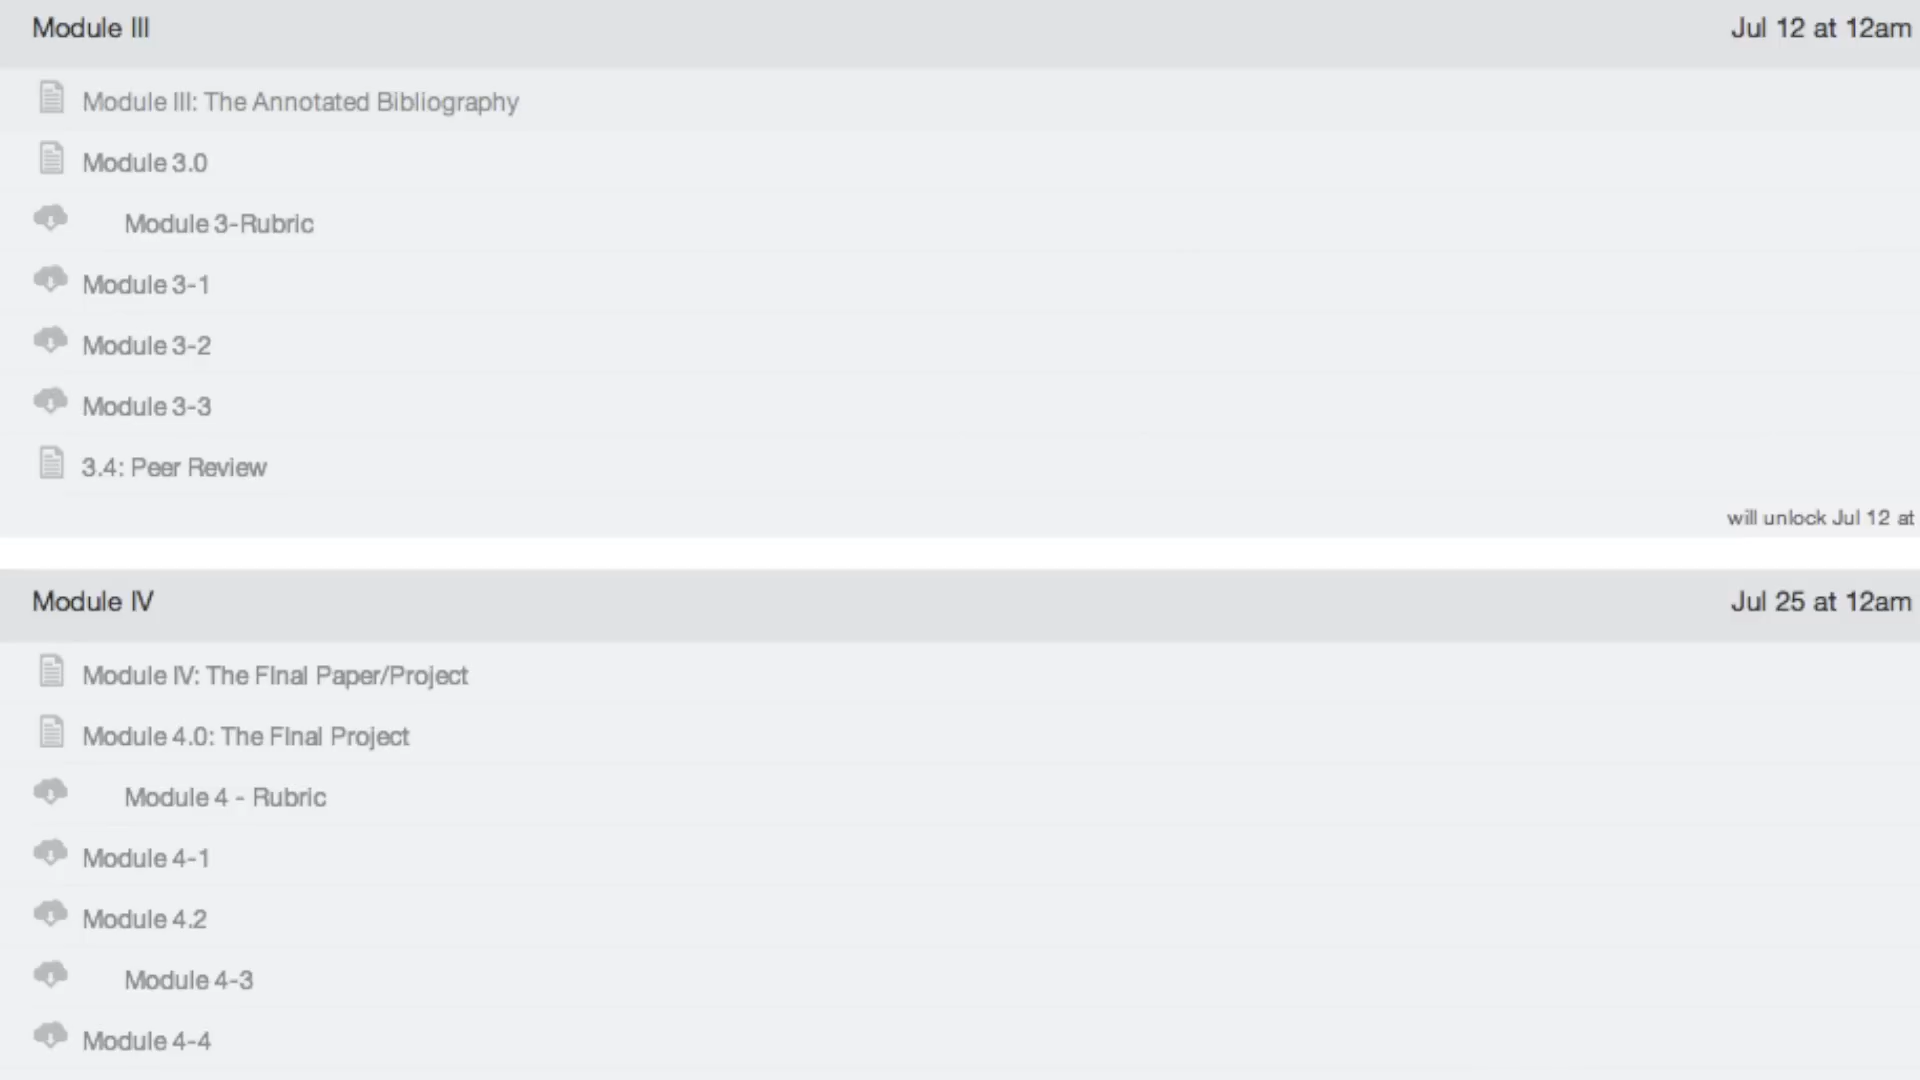 Module III Jul 12 at 12am
Module III: The Annotated Bibliography
Module 3.0
Module 3-Rubric
Module 3-1
Module 3-2
Module 3-3
3.4: Peer Review
will unlock Jul 12 at
Module IV Jul 25 at 12am
Module IV: The FInal Paper/Project
Module 4.0: The FInal Project
Module 4 - Rubric
Module 4-1
Module 4.2
Module 4-3
Module 4-4